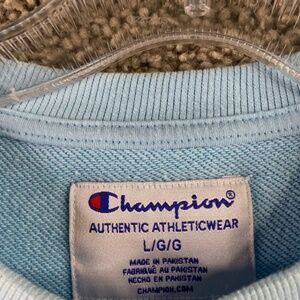 Champion®
AUTHENTIC ATHLETICWEAR
L/G/G
MADE IN PAKISTAN
FABRIQUÉ AU PAKISTAN
HECHO EN PAKISTAN
CHAMPION.COM